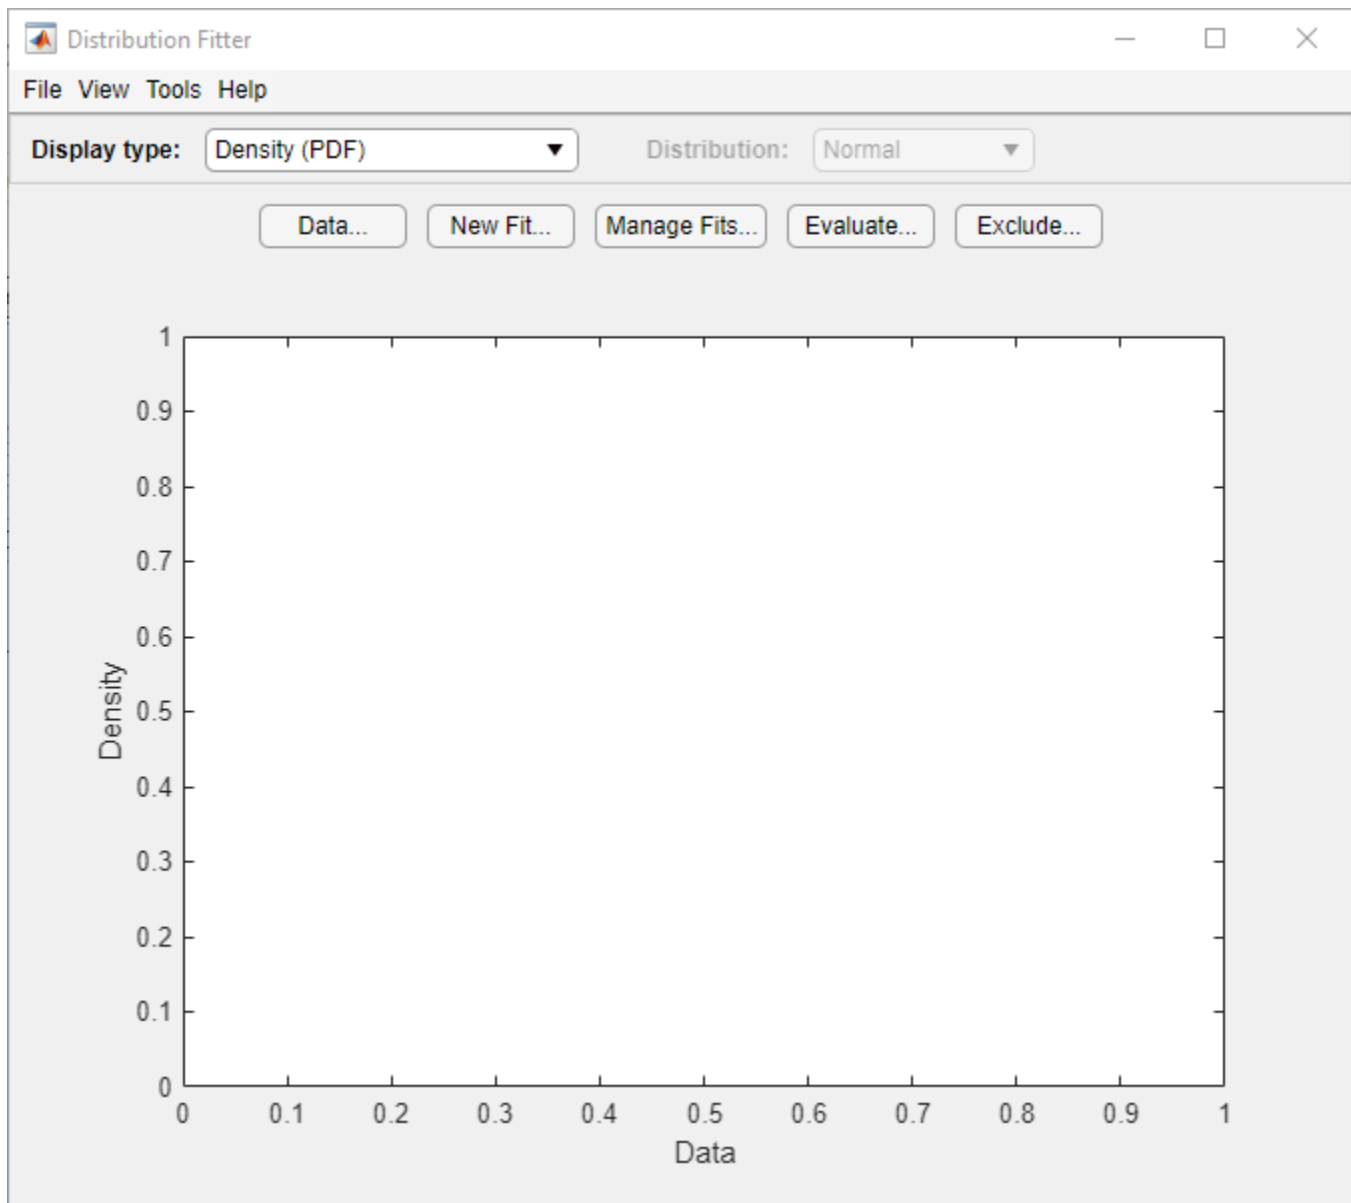 Distribution Fitter
File View Tools Help
Display type: Density (PDF) Distribution: Normal
Data... New Fit... Manage Fits... Evaluate... Exclude...
1
0.9
0.8
0.7
0.6
0.5
0.4
0.3
0.2
0.1
0
Density
0 0.1 0.2 0.3 0.4 0.5 0.6 0.7 0.8 0.9 1
Data